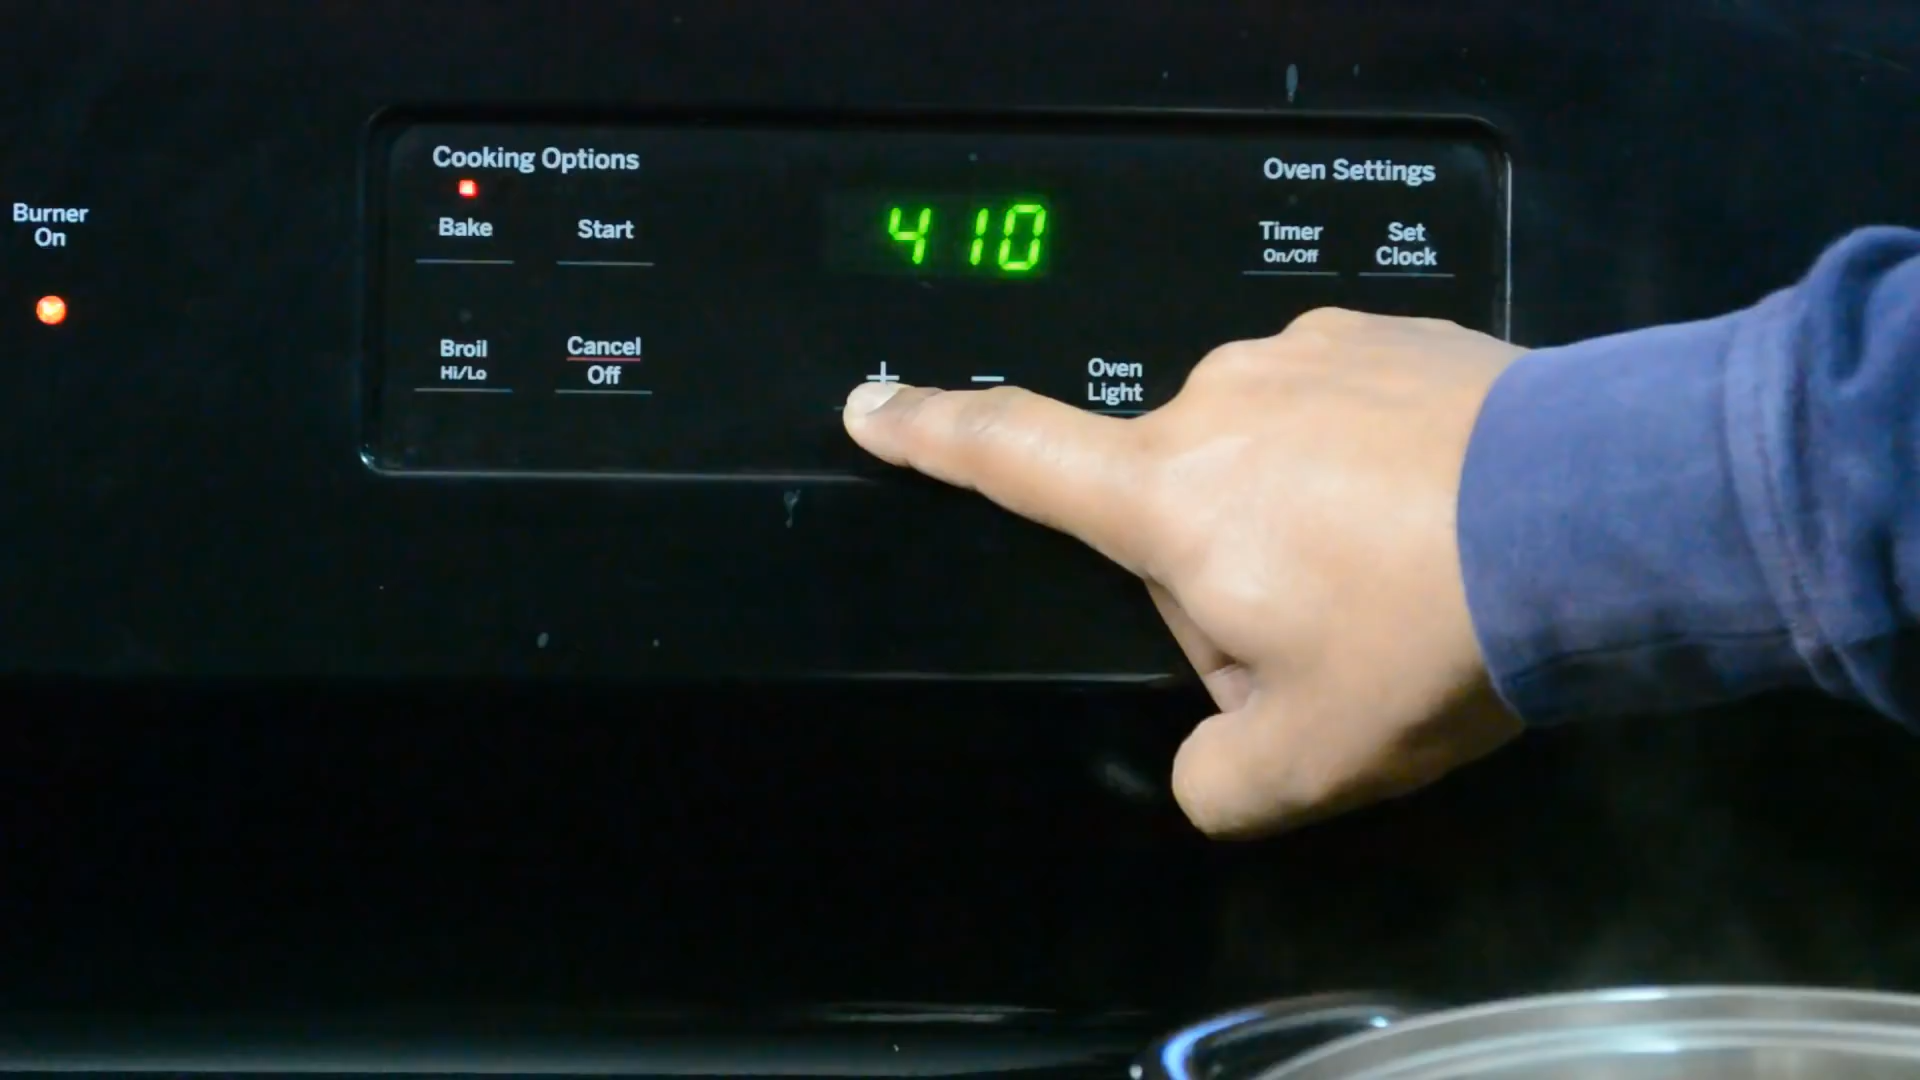 Cooking Options
Bake
Start
Broil
Hi/Lo
Cancel
Off
410
+
−
Oven
Light
Oven Settings
Timer
On/Off
Set
Clock
Burner
On